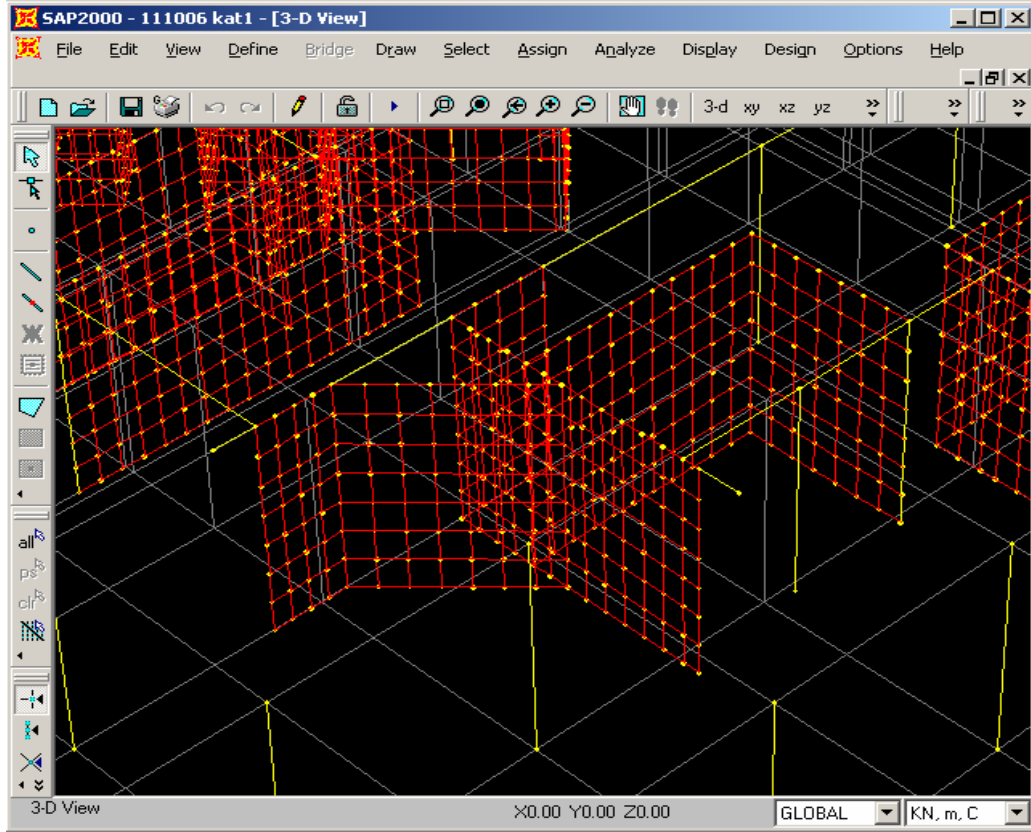 SAP2000 - 111006 kat1 - [3-D View]
File Edit View Define Bridge Draw Select Assign Analyze Display Design Options Help
3-d xy xz yz
all
ps
clr
3-D View X0.00 Y0.00 Z0.00 GLOBAL KN, m, C